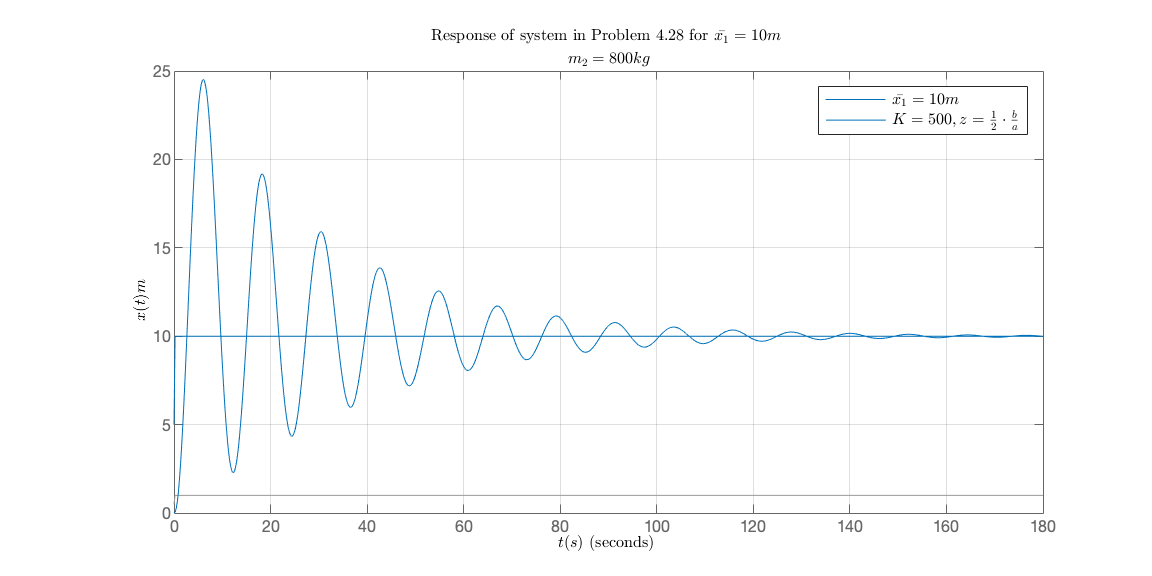 Response of system in Problem 4.28 for x̄₁ = 10m
m₂ = 800kg
x̄₁ = 10m
K = 500, z = 1/2 · b/a
x(t)m
25
20
15
10
5
0
0 20 40 60 80 100 120 140 160 180
t(s) (seconds)